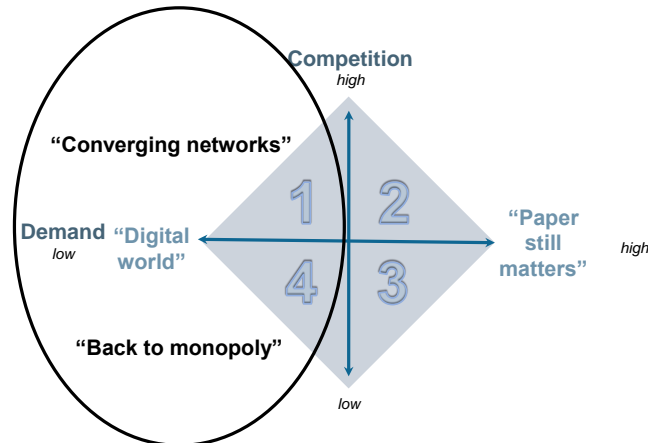 Competition
high
“Converging networks”
1
2
Demand
low
“Digital
world”
“Paper
still
matters”
high
4
3
“Back to monopoly”
low